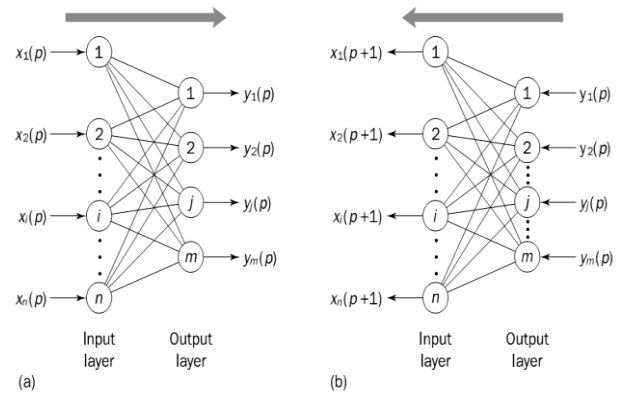 x1(p) 1 1 y1(p)
x2(p) 2 2 y2(p)
xi(p) i j yj(p)
xn(p) n m ym(p)
Input layer
Output layer
(a)
x1(p+1) 1 1 y1(p)
x2(p+1) 2 2 y2(p)
xi(p+1) i j yj(p)
xn(p+1) n m ym(p)
Input layer
Output layer
(b)